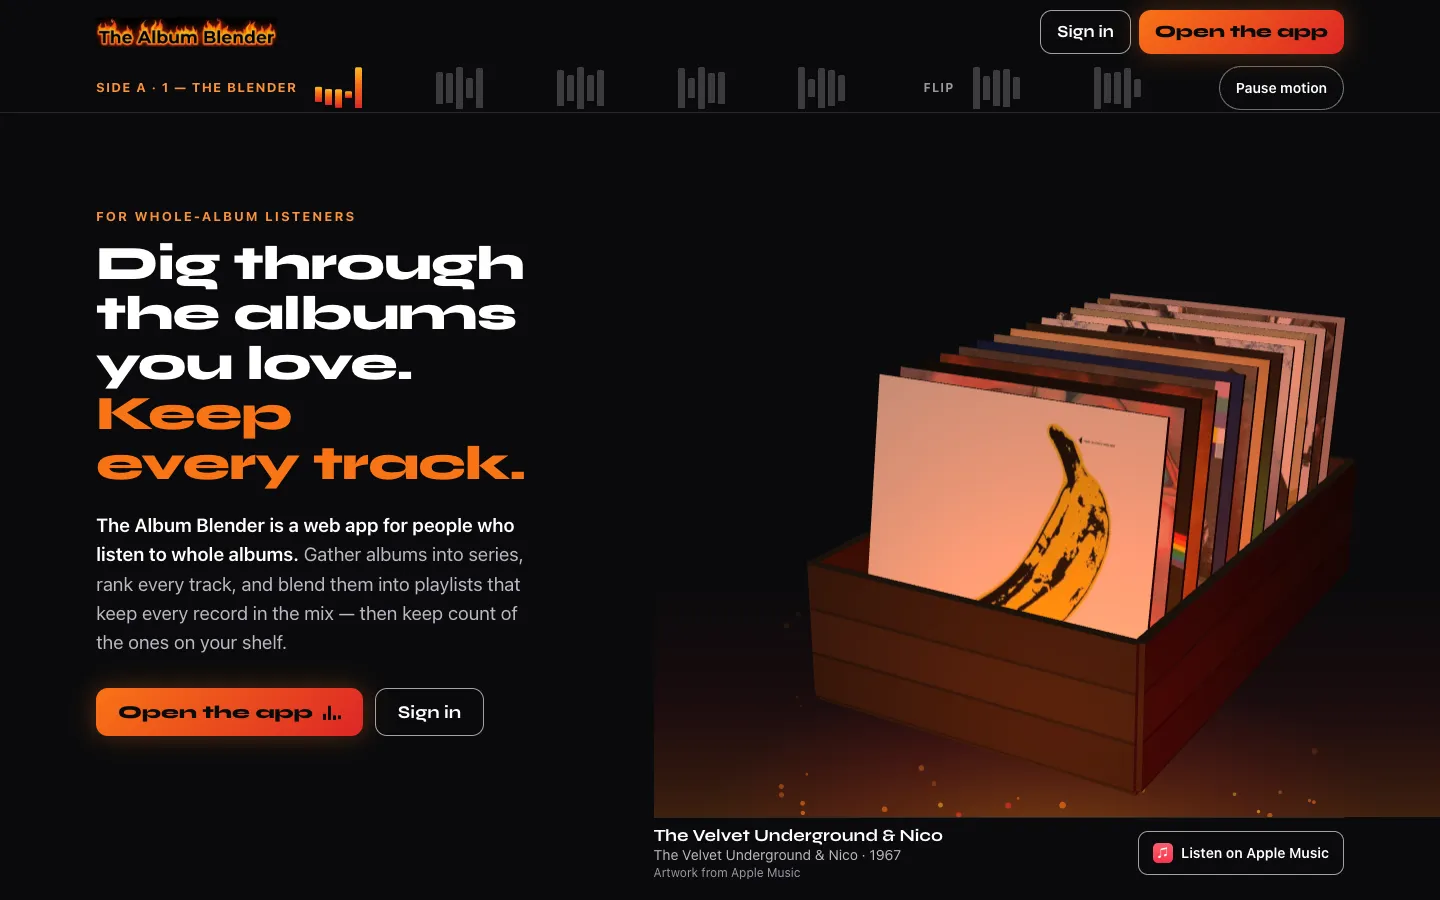 The Album Blender
Sign in
Open the app
SIDE A · 1 — THE BLENDER
FLIP
Pause motion
FOR WHOLE-ALBUM LISTENERS
Dig through
the albums
you love.
Keep
every track.
The Album Blender is a web app for people who
listen to whole albums. Gather albums into series,
rank every track, and blend them into playlists that
keep every record in the mix — then keep count of
the ones on your shelf.
Open the app
Sign in
The Velvet Underground & Nico
The Velvet Underground & Nico · 1967
Artwork from Apple Music
Listen on Apple Music